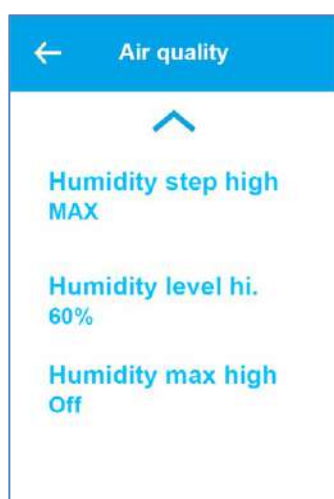 Air quality
Humidity step high
MAX
Humidity level hi.
60%
Humidity max high
Off